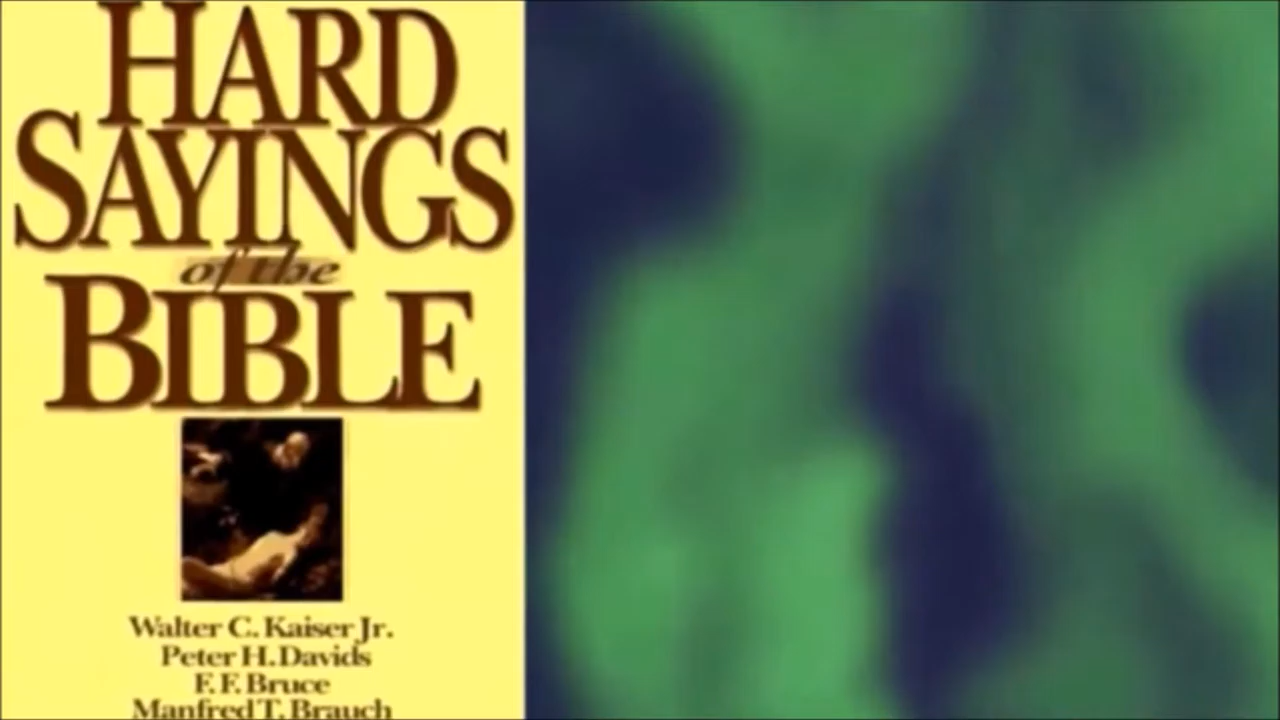 HARD
SAYINGS
of the
BIBLE
Walter C. Kaiser Jr.
Peter H. Davids
F. F. Bruce
Manfred T. Brauch